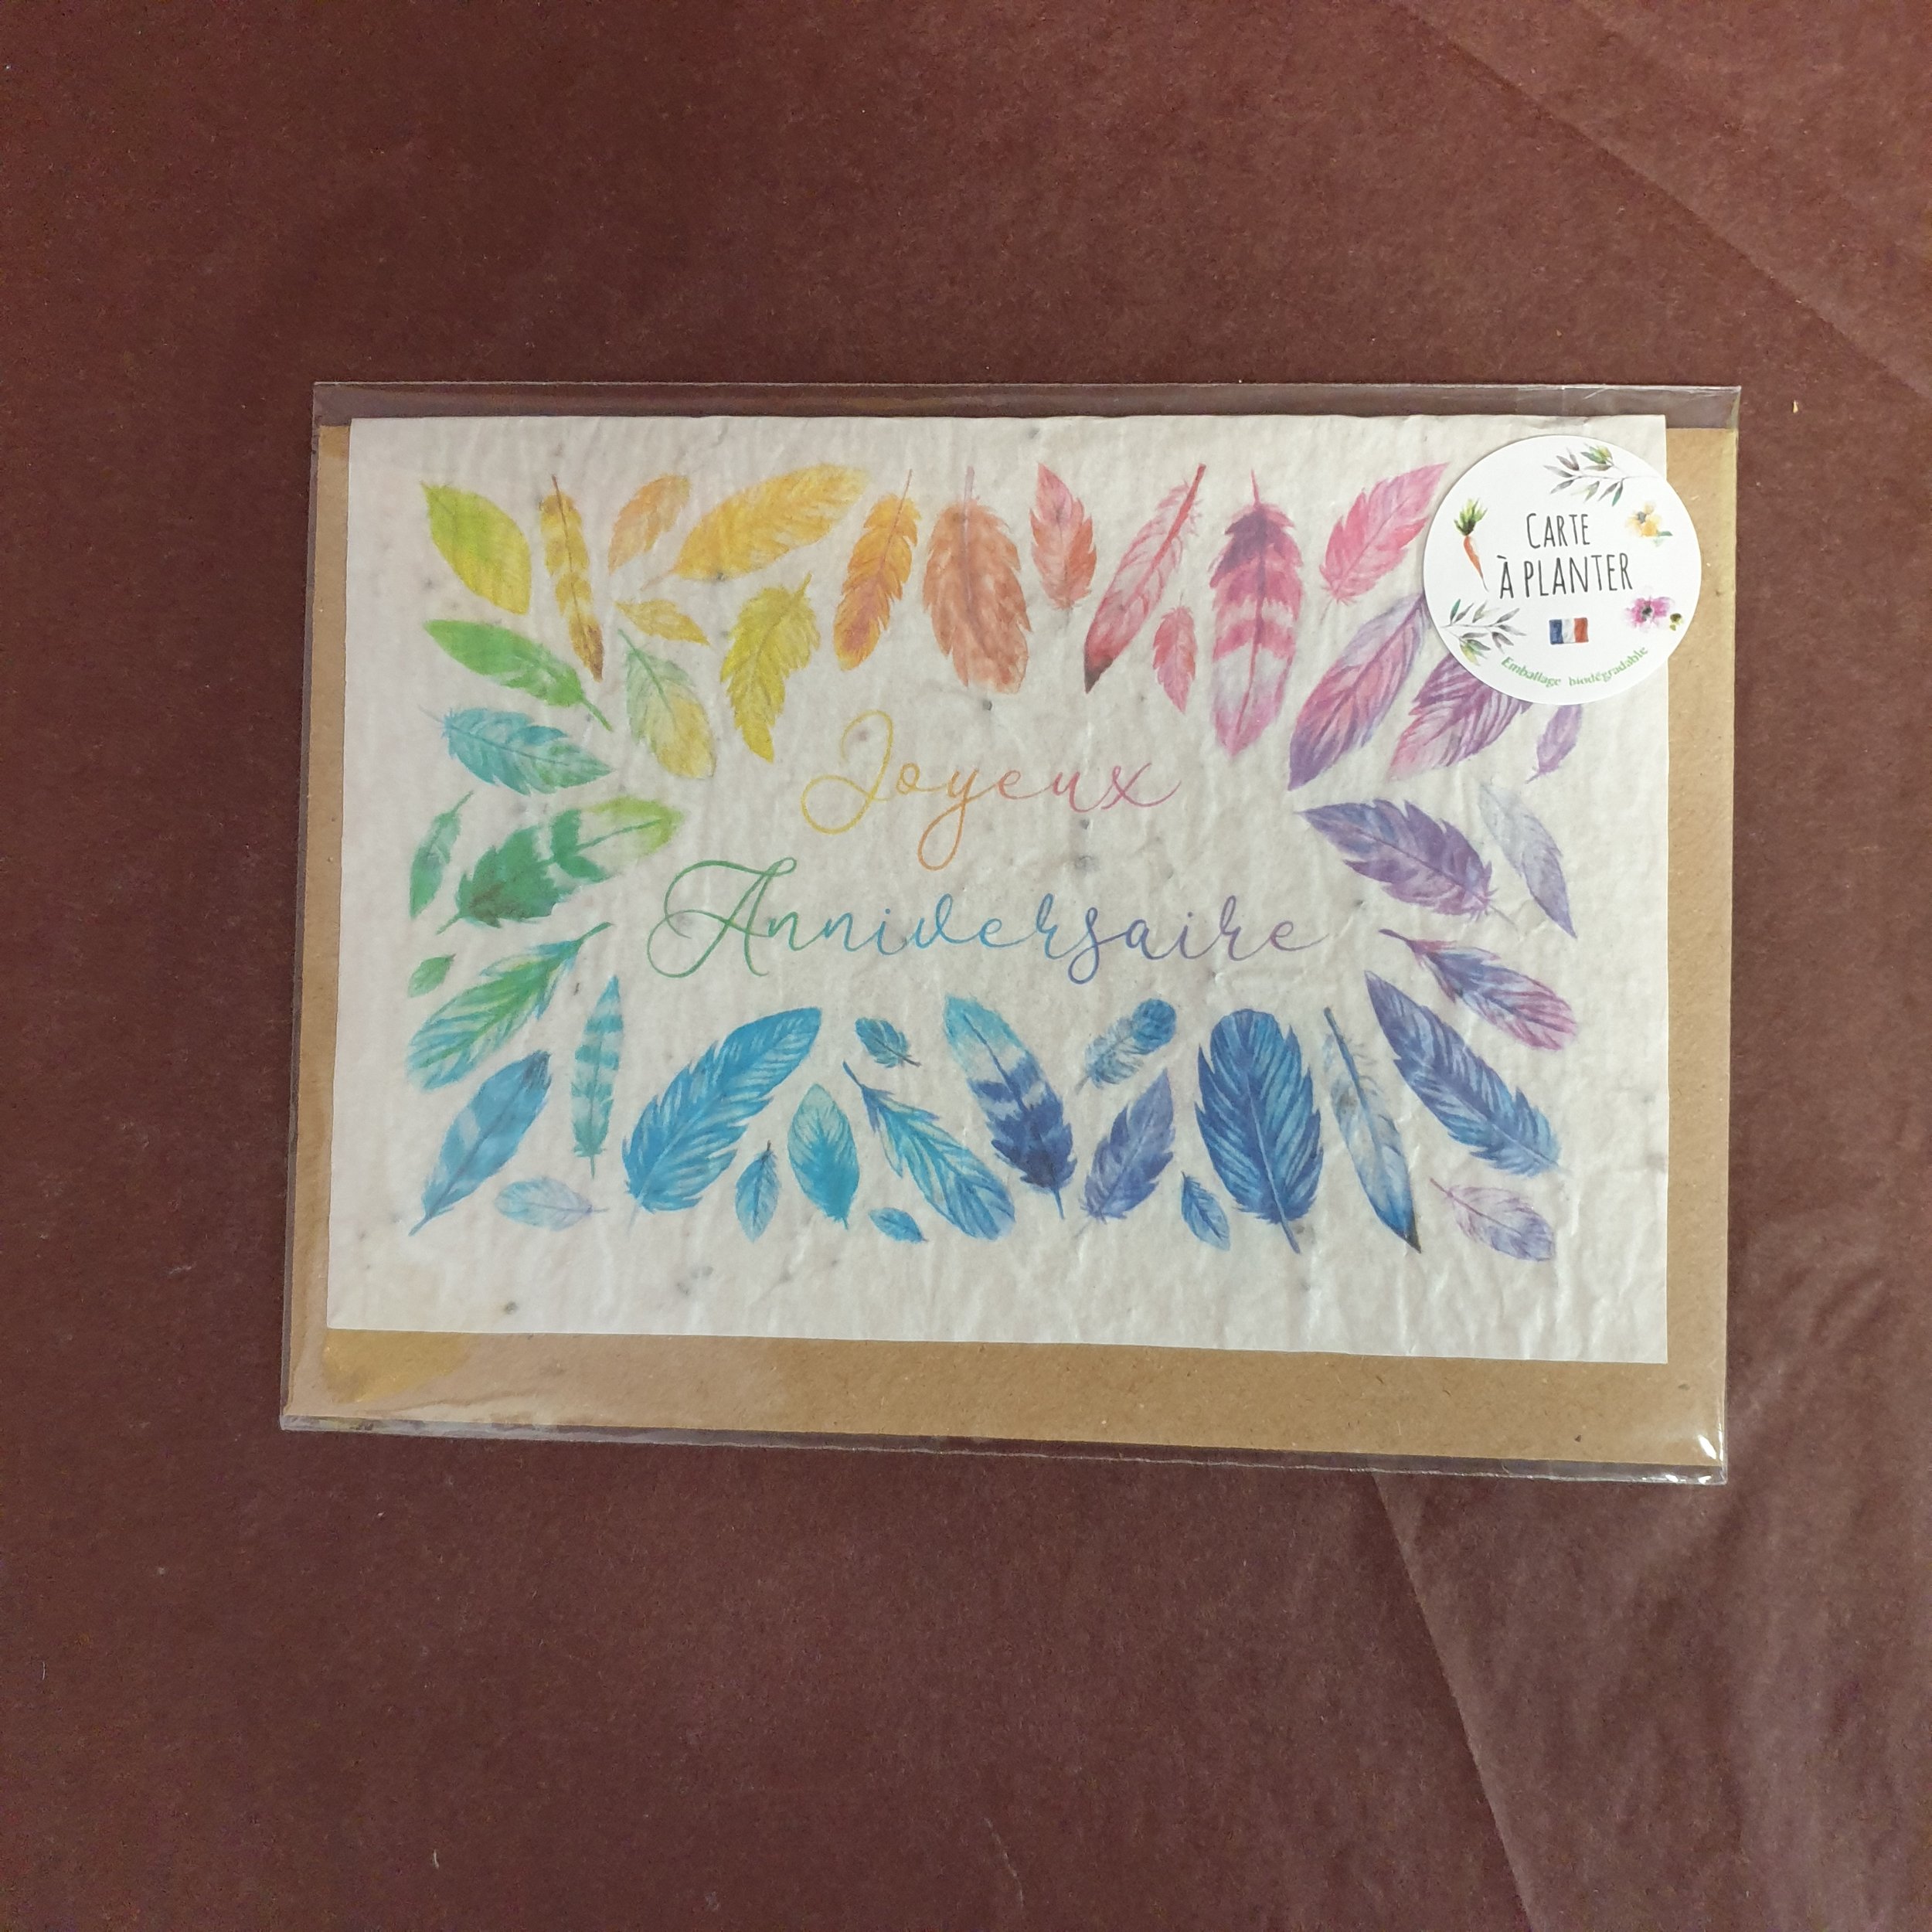 CARTE
À PLANTER
Emballage biodégradable
Joyeux
Anniversaire